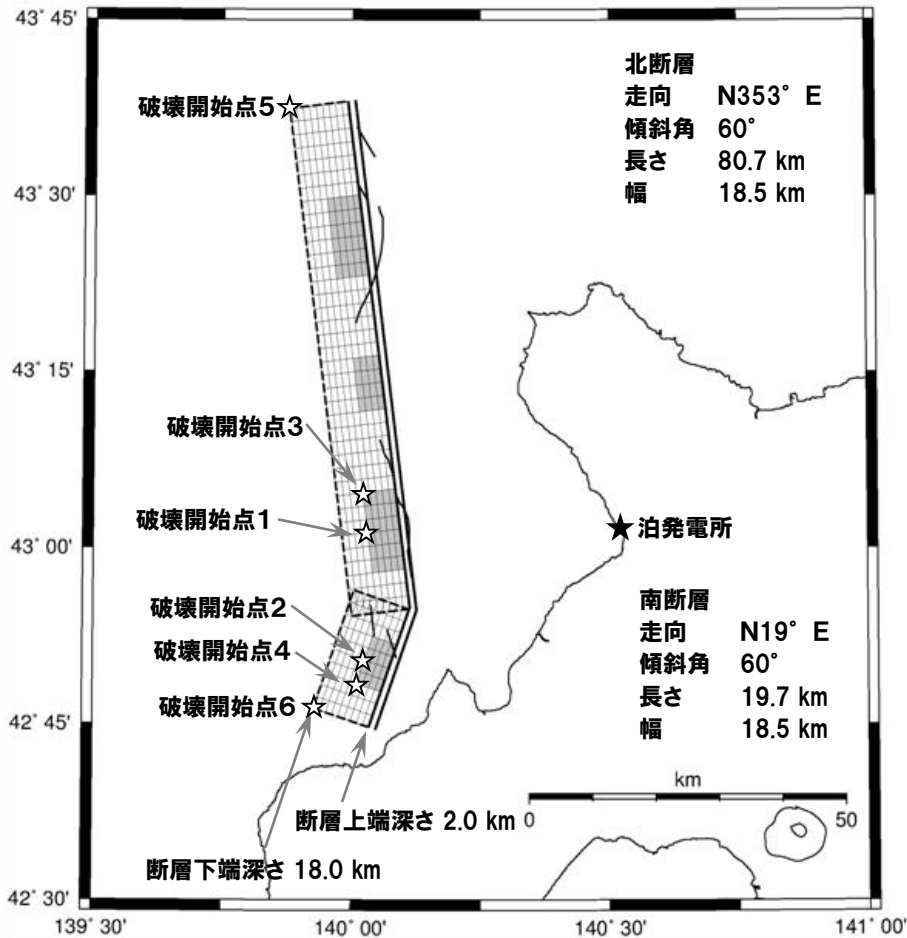 43° 45'
北断層
走向 N353° E
傾斜角 60°
長さ 80.7 km
幅 18.5 km
破壊開始点5
43° 30'
43° 15'
破壊開始点3
破壊開始点1
泊発電所
43° 00'
破壊開始点2
破壊開始点4
破壊開始点6
南断層
走向 N19° E
傾斜角 60°
長さ 19.7 km
幅 18.5 km
42° 45'
km
0 50
断層上端深さ 2.0 km
断層下端深さ 18.0 km
42° 30'
139° 30' 140° 00' 140° 30' 141° 00'